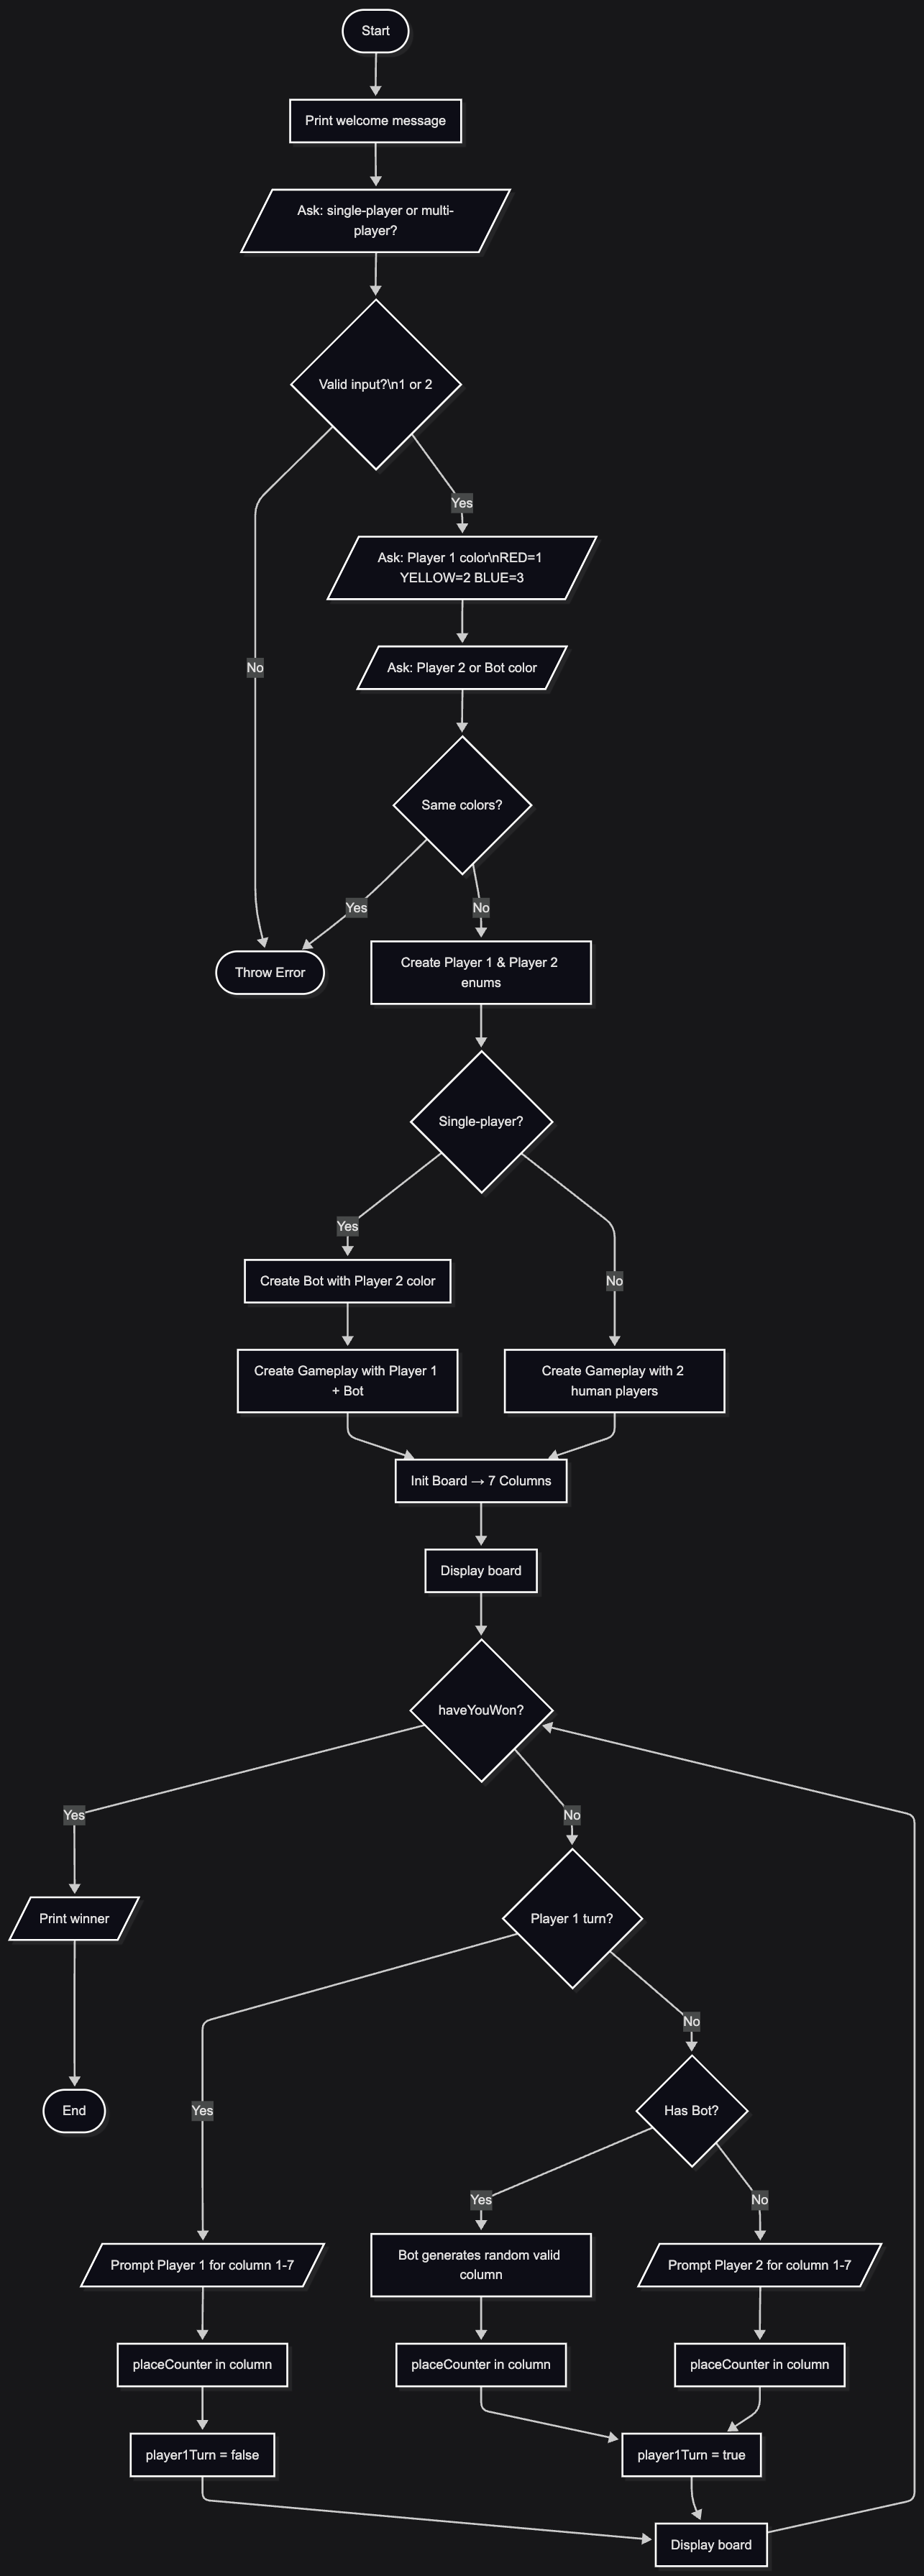 Start
Print welcome message
Ask: single-player or multi-
player?
Valid input?\n1 or 2
Yes
Ask: Player 1 color\nRED=1
YELLOW=2 BLUE=3
No
Ask: Player 2 or Bot color
Same colors?
Yes
No
Throw Error
Create Player 1 & Player 2
enums
Single-player?
Yes
Create Bot with Player 2 color
No
Create Gameplay with Player 1
+ Bot
Create Gameplay with 2
human players
Init Board → 7 Columns
Display board
haveYouWon?
Yes
No
Print winner
Player 1 turn?
No
End
Yes
Has Bot?
Yes
No
Prompt Player 1 for column 1-7
Bot generates random valid
column
Prompt Player 2 for column 1-7
placeCounter in column
placeCounter in column
placeCounter in column
player1Turn = false
player1Turn = true
Display board